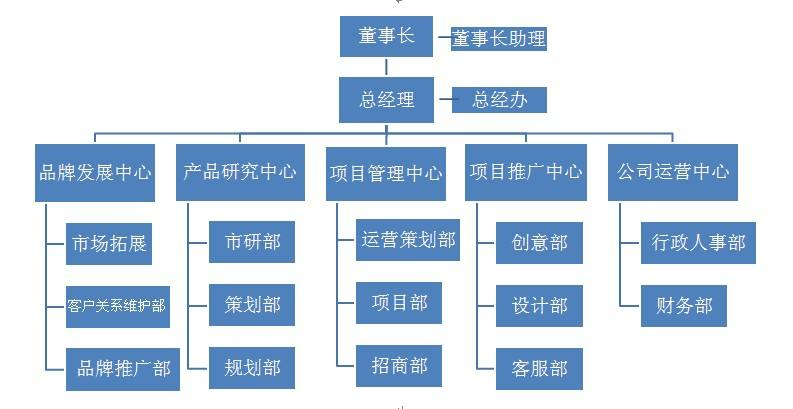 董事长
董事长助理
总经理
总经办
品牌发展中心
产品研究中心
项目管理中心
项目推广中心
公司运营中心
市场拓展
市研部
运营策划部
创意部
行政人事部
客户关系维护部
策划部
项目部
设计部
财务部
品牌推广部
规划部
招商部
客服部